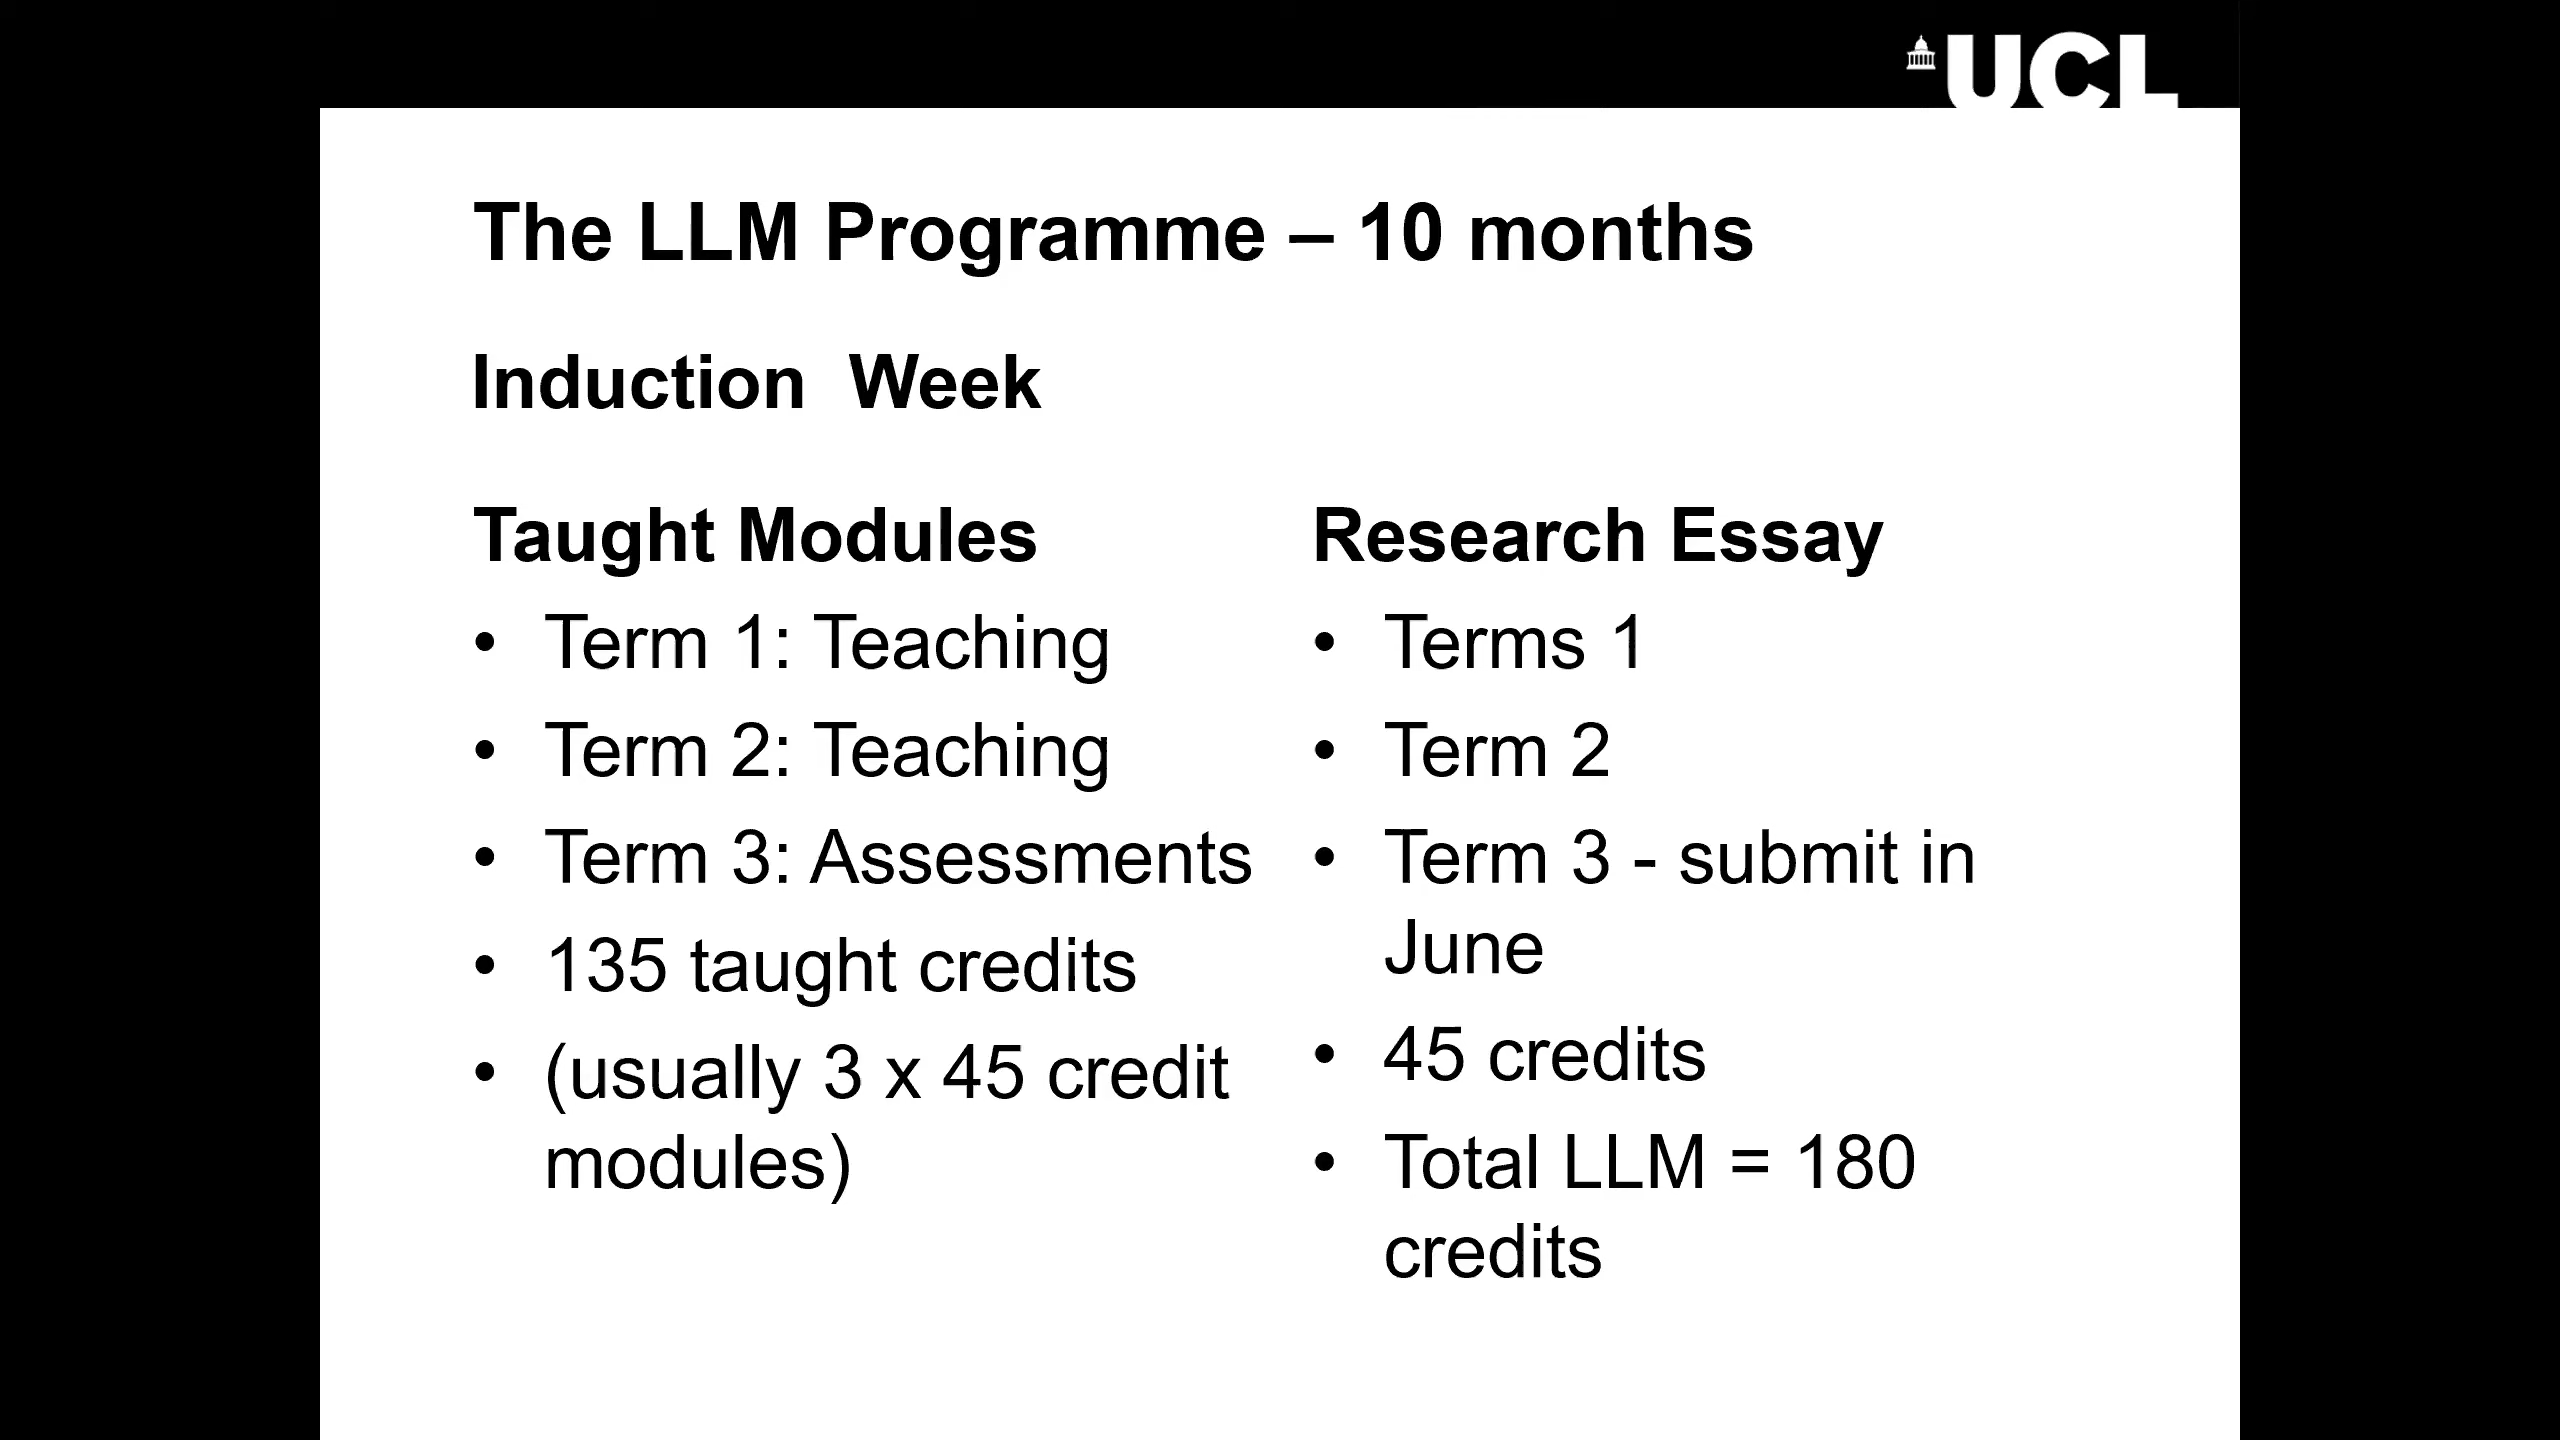 UCL
The LLM Programme – 10 months
Induction Week
Taught Modules
• Term 1: Teaching
• Term 2: Teaching
• Term 3: Assessments
• 135 taught credits
• (usually 3 x 45 credit
modules)
Research Essay
• Terms 1
• Term 2
• Term 3 - submit in
June
• 45 credits
• Total LLM = 180
credits